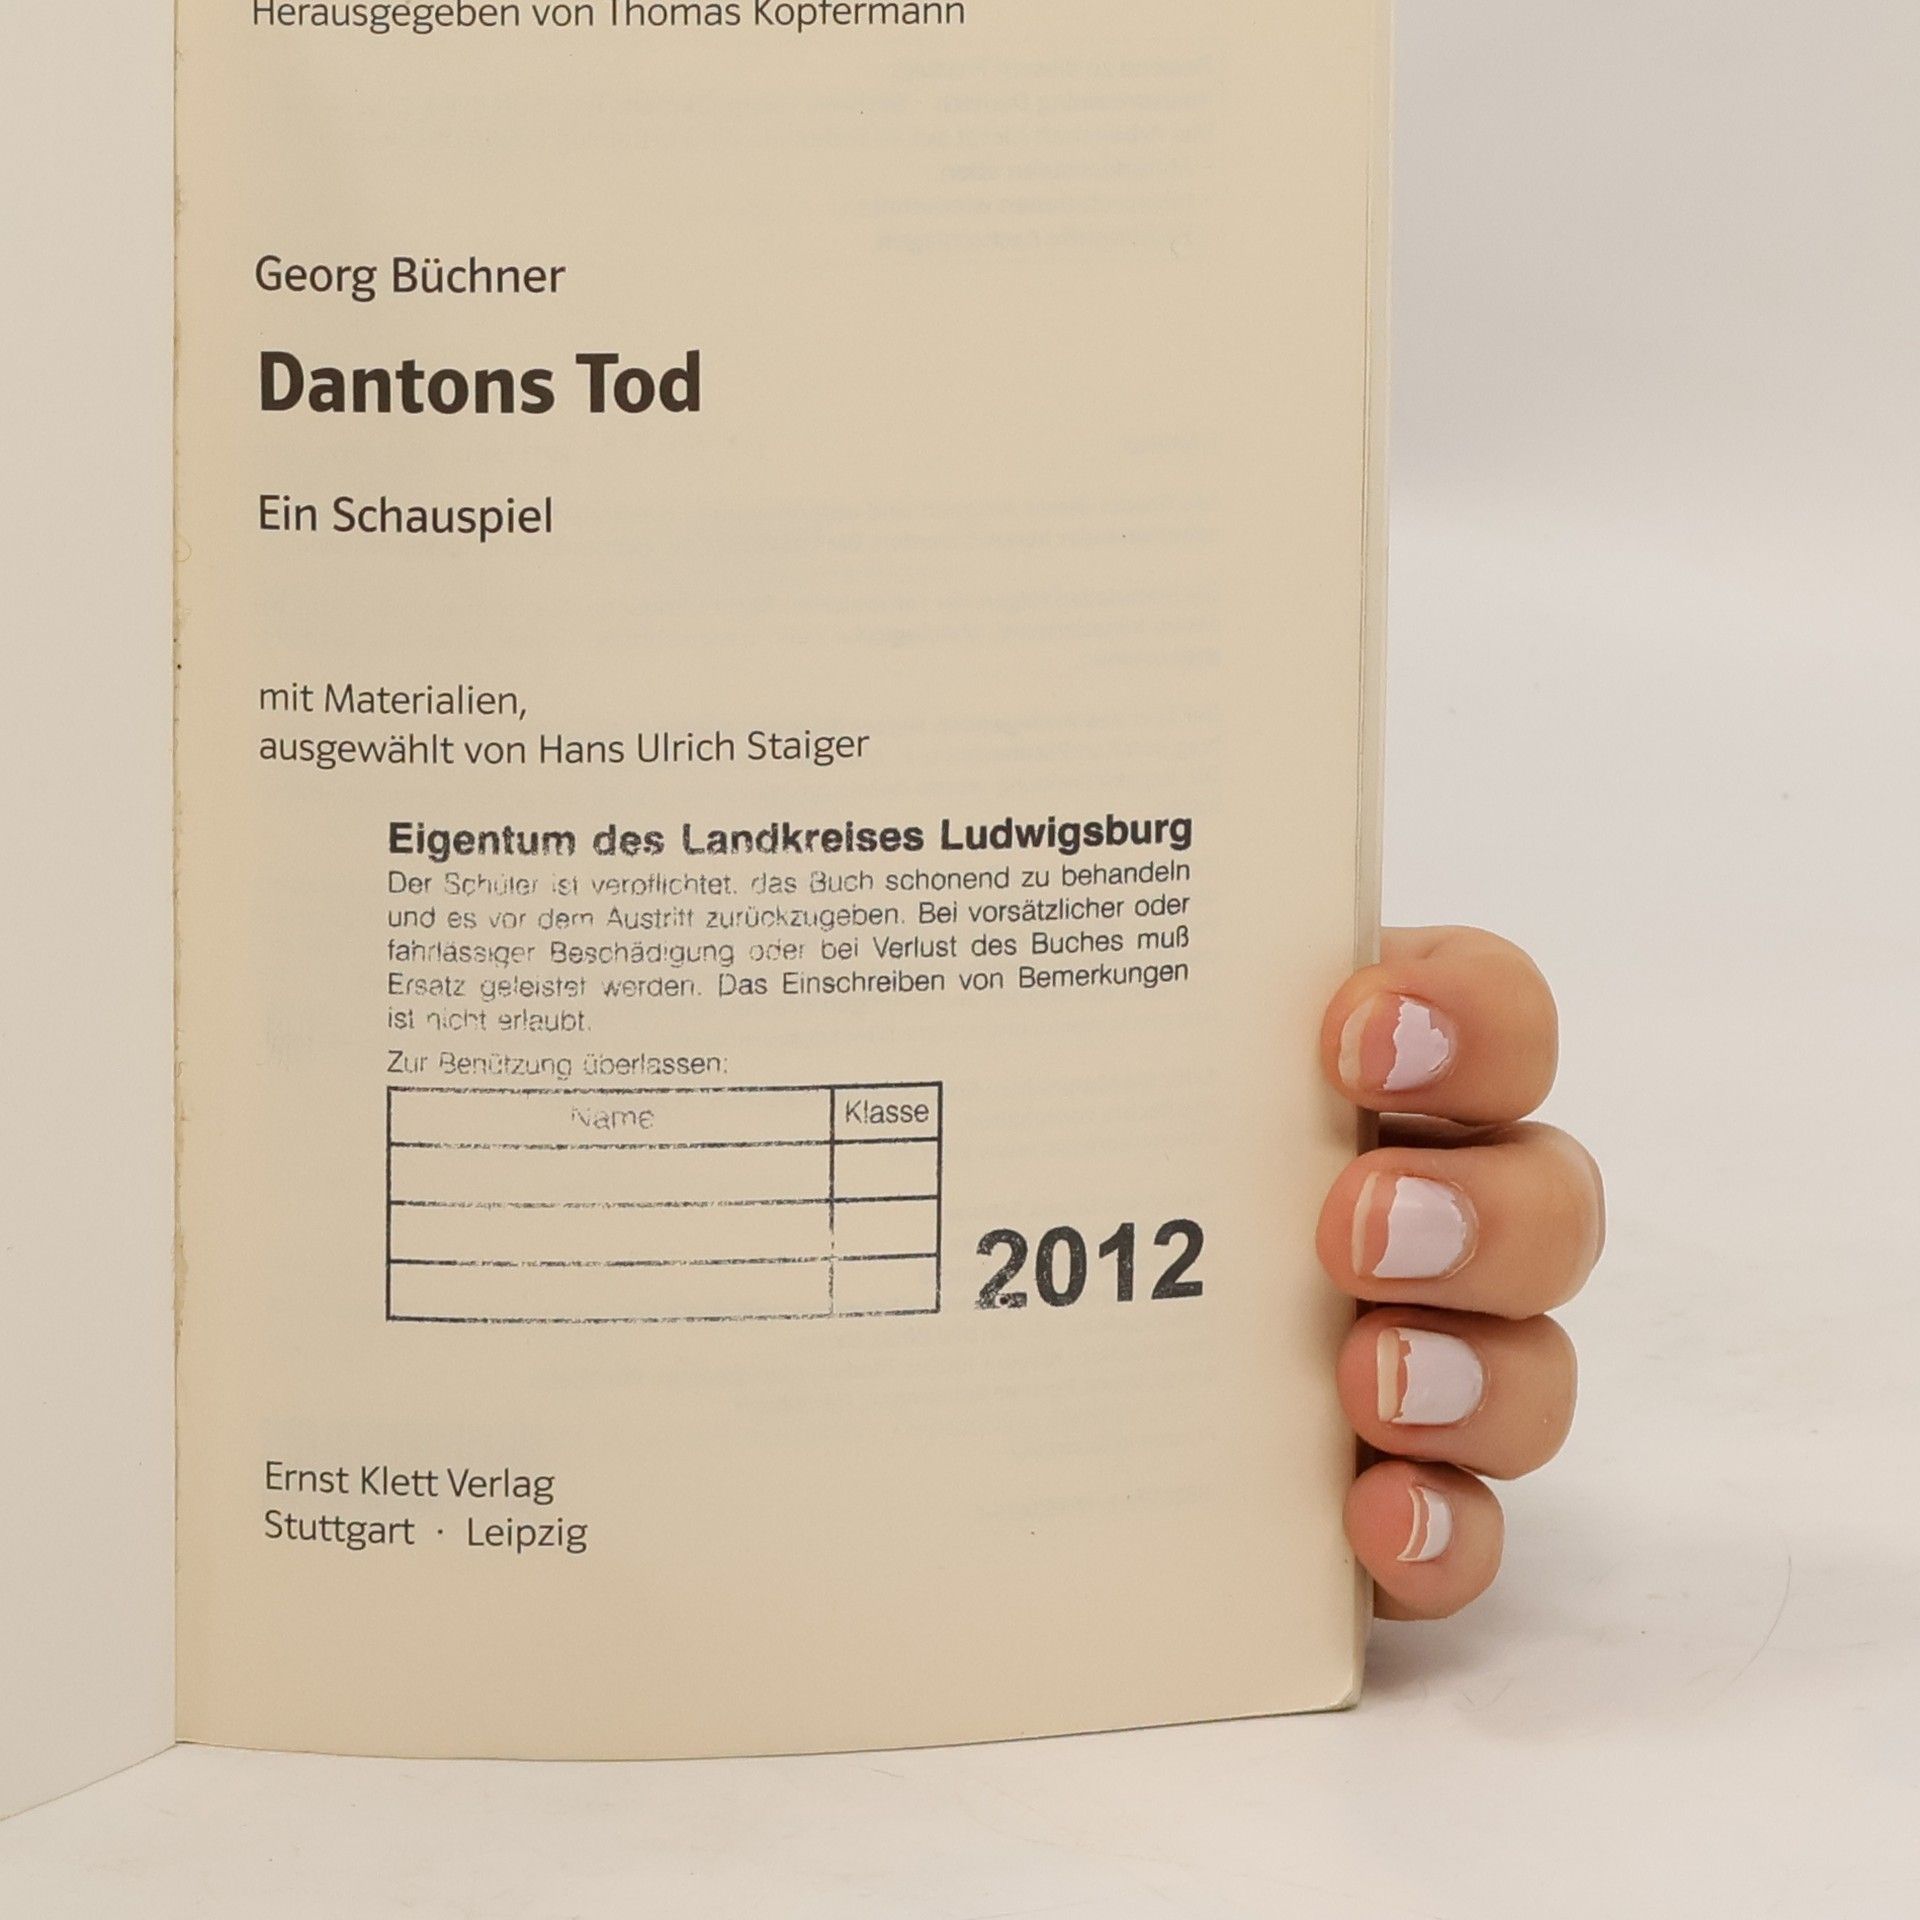 Herausgegeben von Thomas Kopfermann
Georg Büchner
Dantons Tod
Ein Schauspiel
mit Materialien,
ausgewählt von Hans Ulrich Staiger
Eigentum des Landkreises Ludwigsburg
Der Schüler ist verpflichtet, das Buch schonend zu behandeln
und es vor dem Austritt zurückzugeben. Bei vorsätzlicher oder
fahrlässiger Beschädigung oder bei Verlust des Buches muß
Ersatz geleistet werden. Das Einschreiben von Bemerkungen
ist nicht erlaubt.
Zur Benützung überlassen:
Name Klasse
2012
Ernst Klett Verlag
Stuttgart · Leipzig